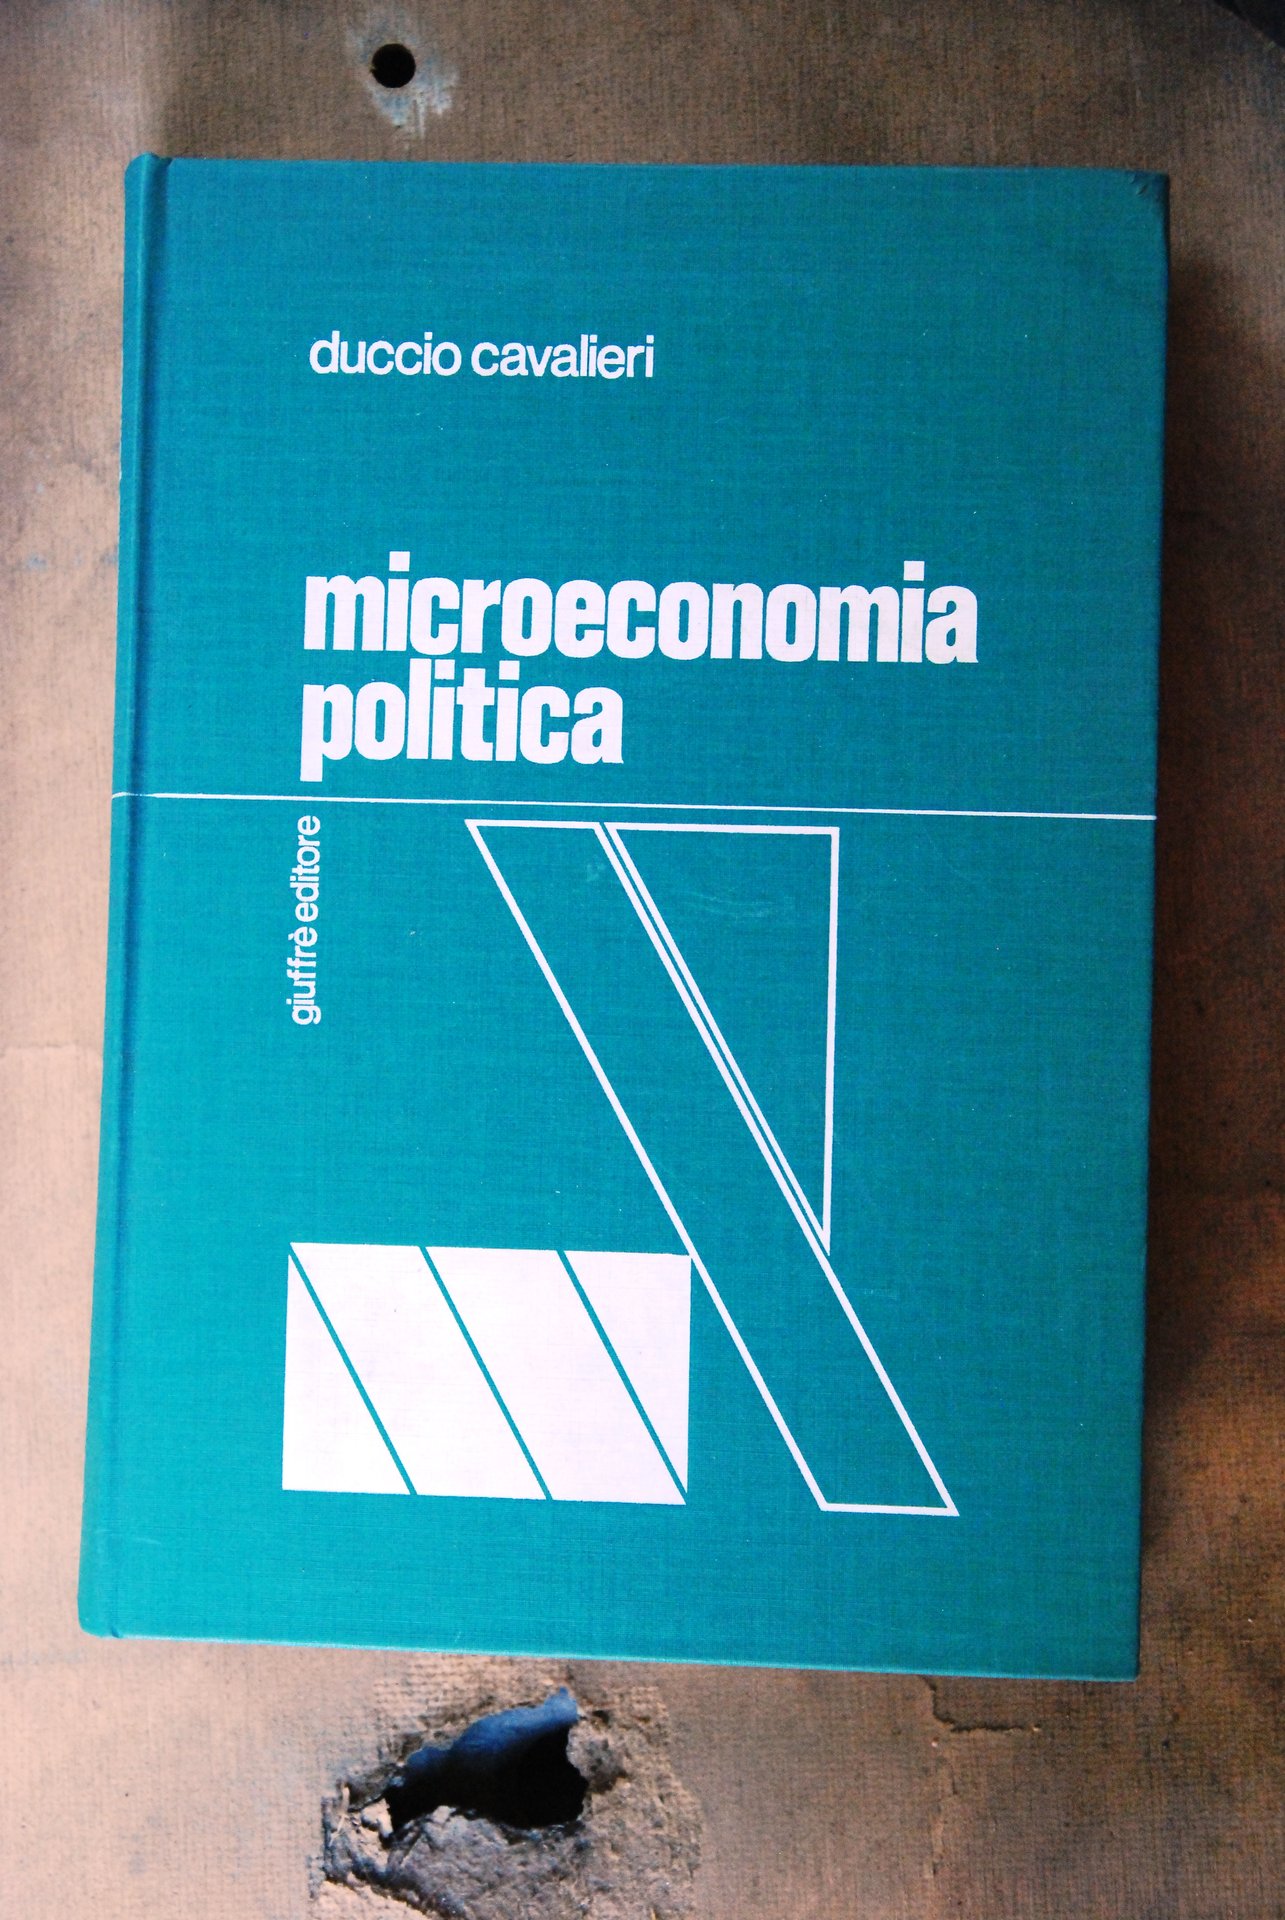 duccio cavalieri
microeconomia
politica
giuffrè editore